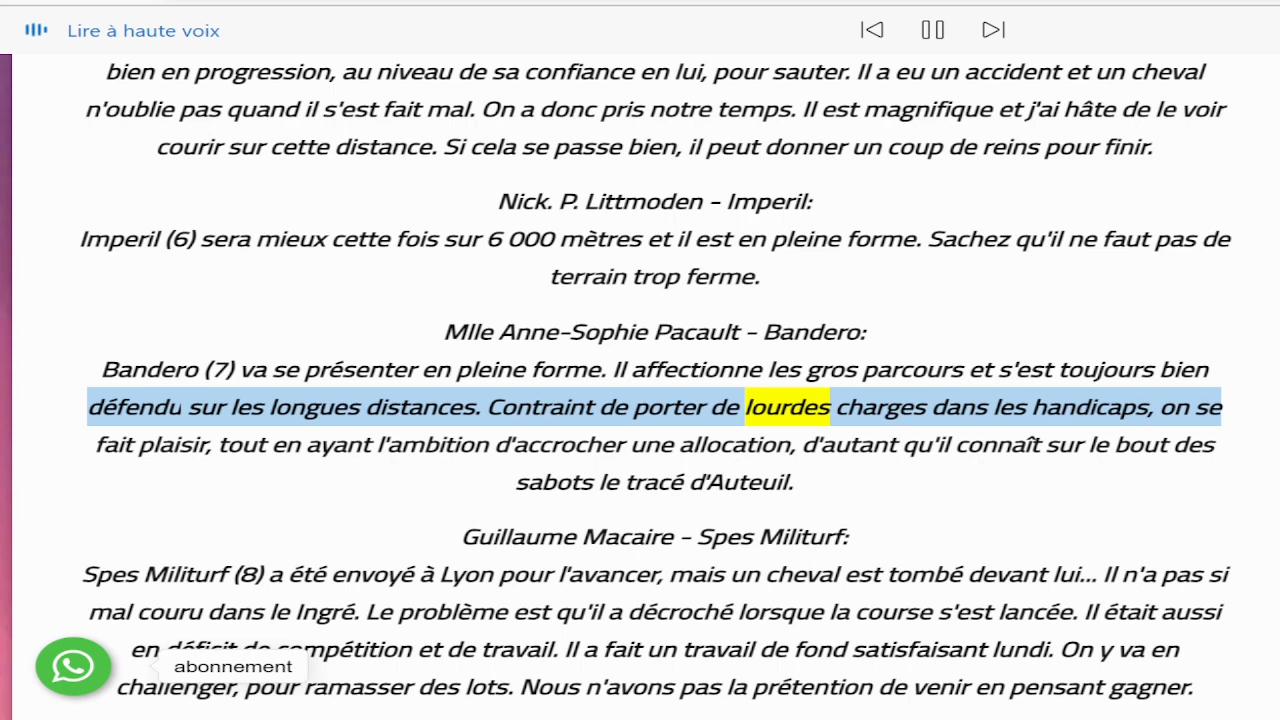 Lire à haute voix
bien en progression, au niveau de sa confiance en lui, pour sauter. Il a eu un accident et un cheval
n'oublie pas quand il s'est fait mal. On a donc pris notre temps. Il est magnifique et j'ai hâte de le voir
courir sur cette distance. Si cela se passe bien, il peut donner un coup de reins pour finir.
Nick. P. Littmoden - Imperil:
Imperil (6) sera mieux cette fois sur 6 000 mètres et il est en pleine forme. Sachez qu'il ne faut pas de
terrain trop ferme.
Mlle Anne-Sophie Pacault - Bandero:
Bandero (7) va se présenter en pleine forme. Il affectionne les gros parcours et s'est toujours bien
défendu sur les longues distances. Contraint de porter de lourdes charges dans les handicaps, on se
fait plaisir, tout en ayant l'ambition d'accrocher une allocation, d'autant qu'il connaît sur le bout des
sabots le tracé d'Auteuil.
Guillaume Macaire - Spes Militurf:
Spes Militurf (8) a été envoyé à Lyon pour l'avancer, mais un cheval est tombé devant lui... Il n'a pas si
mal couru dans le Ingré. Le problème est qu'il a décroché lorsque la course s'est lancée. Il était aussi
en déficit de compétition et de travail. Il a fait un travail de fond satisfaisant lundi. On y va en
abonnement
challenger, pour ramasser des lots. Nous n'avons pas la prétention de venir en pensant gagner.